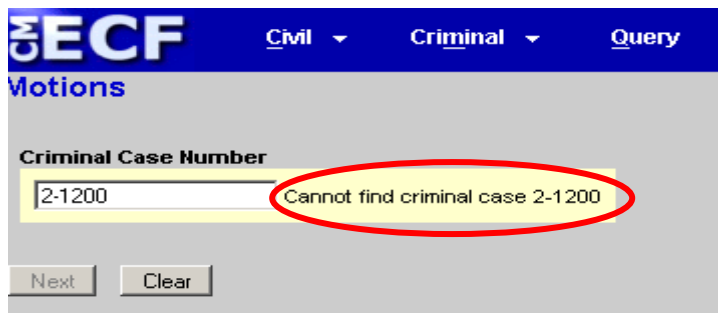 CM ECF Civil Criminal Query
Motions
Criminal Case Number
2-1200 Cannot find criminal case 2-1200
Next Clear